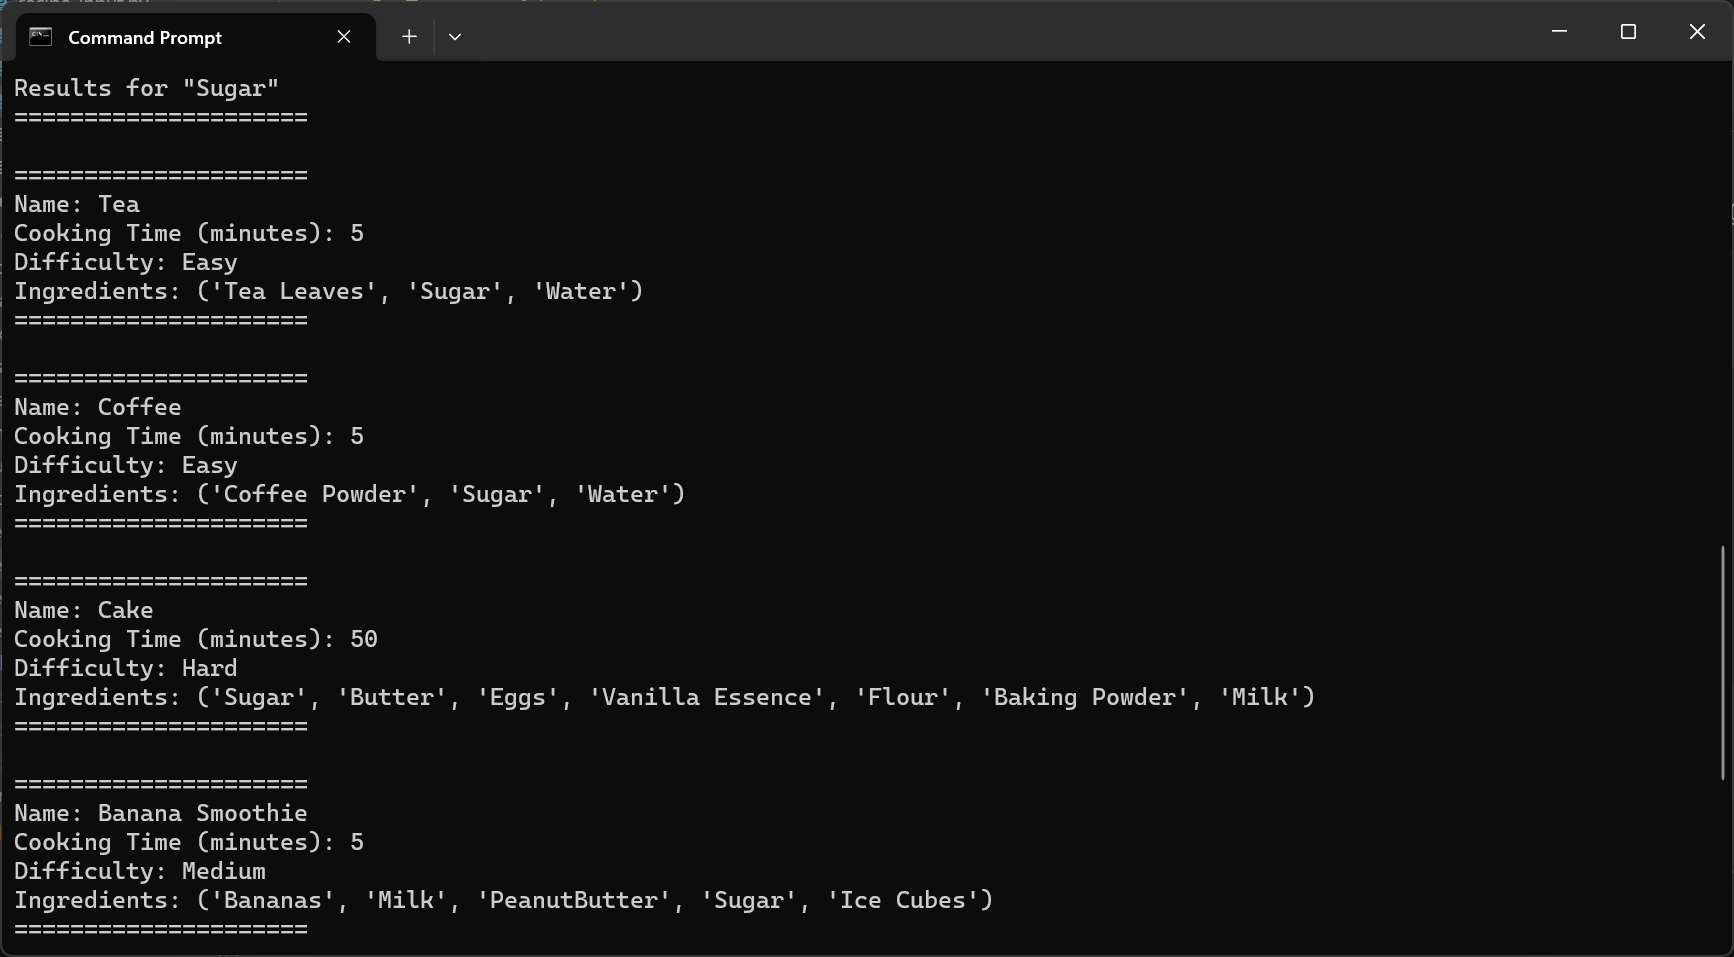 Command Prompt
Results for "Sugar"
=====================
=====================
Name: Tea
Cooking Time (minutes): 5
Difficulty: Easy
Ingredients: ('Tea Leaves', 'Sugar', 'Water')
=====================
=====================
Name: Coffee
Cooking Time (minutes): 5
Difficulty: Easy
Ingredients: ('Coffee Powder', 'Sugar', 'Water')
=====================
=====================
Name: Cake
Cooking Time (minutes): 50
Difficulty: Hard
Ingredients: ('Sugar', 'Butter', 'Eggs', 'Vanilla Essence', 'Flour', 'Baking Powder', 'Milk')
=====================
=====================
Name: Banana Smoothie
Cooking Time (minutes): 5
Difficulty: Medium
Ingredients: ('Bananas', 'Milk', 'PeanutButter', 'Sugar', 'Ice Cubes')
=====================